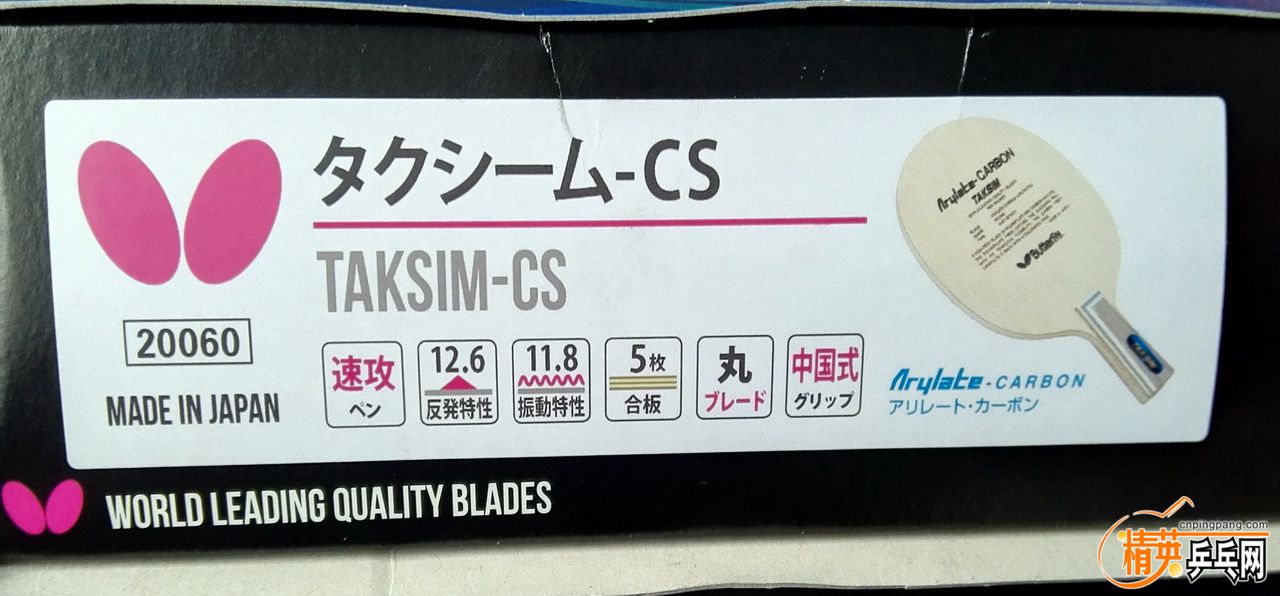 タクシーム-CS
TAKSIM-CS
20060
MADE IN JAPAN
速攻
ペン
12.6
反発特性
11.8
振動特性
5枚
合板
丸
ブレード
中国式
グリップ
Arylate-CARBON
TAKSIM
Butterfly
Arylate-CARBON
アリレート・カーボン
WORLD LEADING QUALITY BLADES
cnpingpang.com
精英乒乓网